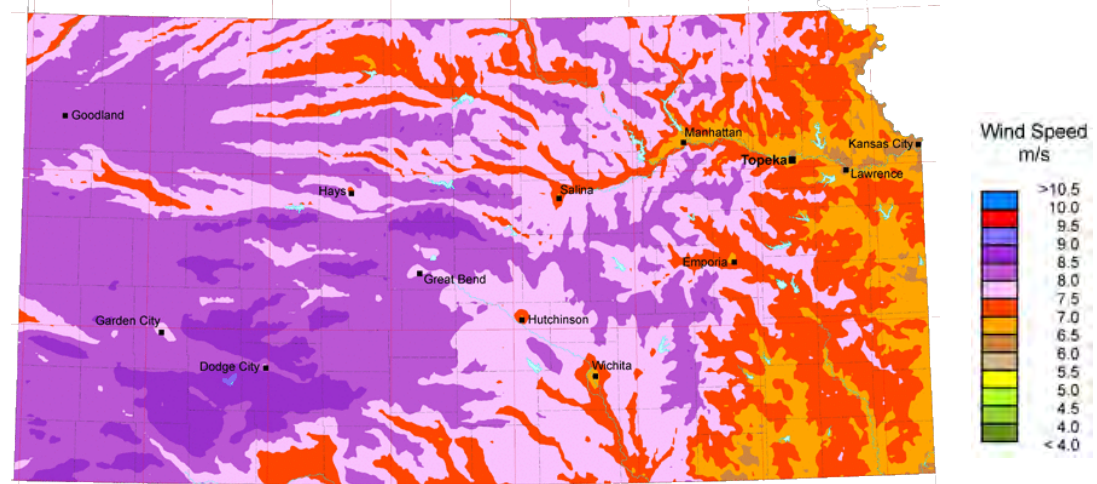 Goodland
Manhattan
Kansas City
Topeka
Lawrence
Hays
Salina
Emporia
Great Bend
Garden City
Hutchinson
Dodge City
Wichita
Wind Speed
m/s
>10.5
10.0
9.5
9.0
8.5
8.0
7.5
7.0
6.5
6.0
5.5
5.0
4.5
4.0
< 4.0